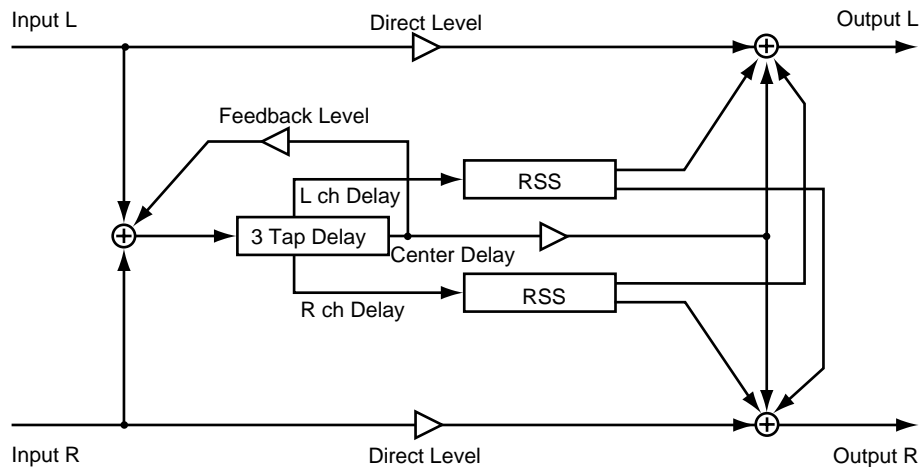 Input L
Direct Level
Output L
Feedback Level
L ch Delay
RSS
3 Tap Delay
Center Delay
R ch Delay
RSS
Input R
Direct Level
Output R